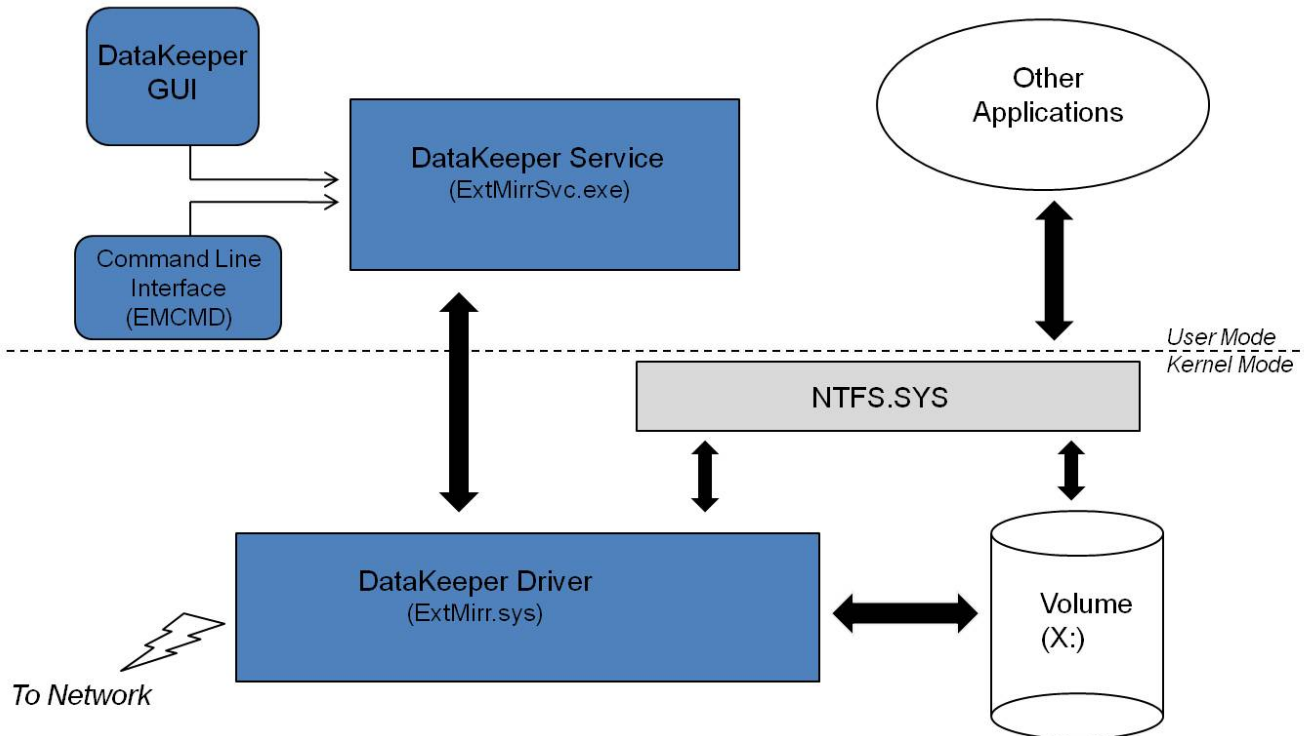 DataKeeper
GUI
DataKeeper Service
(ExtMirrSvc.exe)
Other
Applications
Command Line
Interface
(EMCMD)
User Mode
Kernel Mode
NTFS.SYS
DataKeeper Driver
(ExtMirr.sys)
Volume
(X:)
To Network